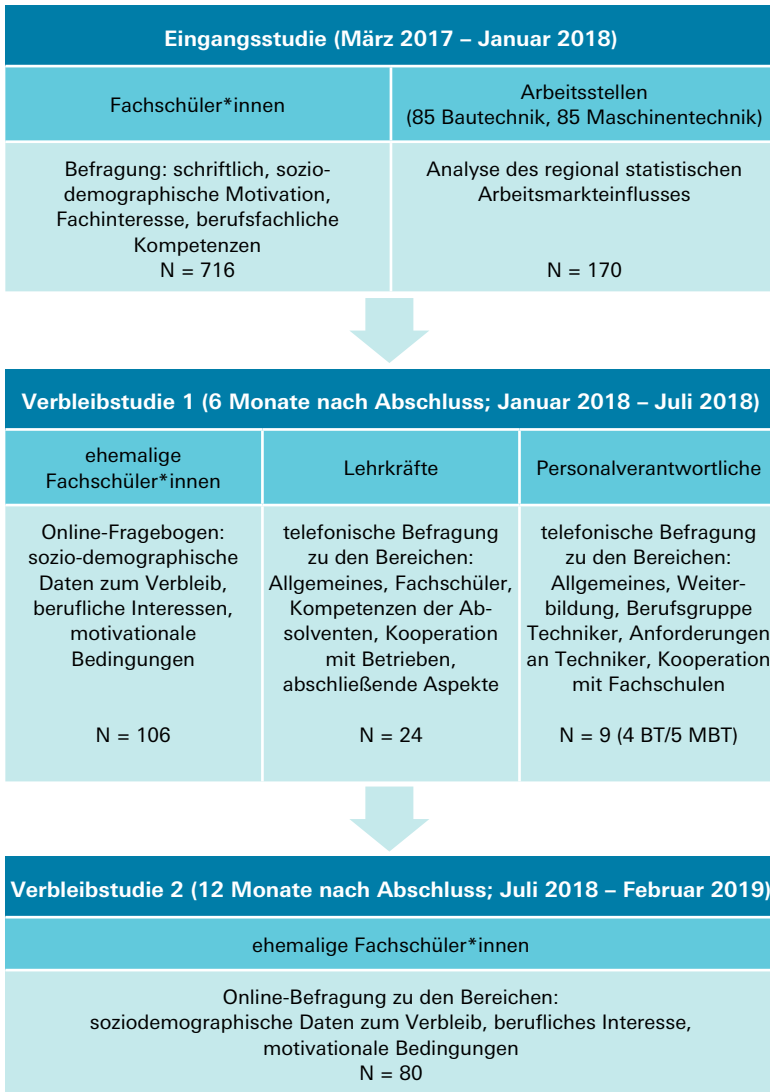 Eingangsstudie (März 2017 – Januar 2018)
Fachschüler*innen
Arbeitsstellen
(85 Bautechnik, 85 Maschinentechnik)
Befragung: schriftlich, sozio-
demographische Motivation,
Fachinteresse, berufsfachliche
Kompetenzen
N = 716
Analyse des regional statistischen
Arbeitsmarkteinflusses
N = 170
Verbleibstudie 1 (6 Monate nach Abschluss; Januar 2018 – Juli 2018)
ehemalige
Fachschüler*innen
Lehrkräfte
Personalverantwortliche
Online-Fragebogen:
sozio-demographische
Daten zum Verbleib,
berufliche Interessen,
motivationale
Bedingungen
N = 106
telefonische Befragung
zu den Bereichen:
Allgemeines, Fachschüler,
Kompetenzen der Ab-
solventen, Kooperation
mit Betrieben,
abschließende Aspekte
N = 24
telefonische Befragung
zu den Bereichen:
Allgemeines, Weiter-
bildung, Berufsgruppe
Techniker, Anforderungen
an Techniker, Kooperation
mit Fachschulen
N = 9 (4 BT/5 MBT)
Verbleibstudie 2 (12 Monate nach Abschluss; Juli 2018 – Februar 2019)
ehemalige Fachschüler*innen
Online-Befragung zu den Bereichen:
soziodemographische Daten zum Verbleib, berufliches Interesse,
motivationale Bedingungen
N = 80